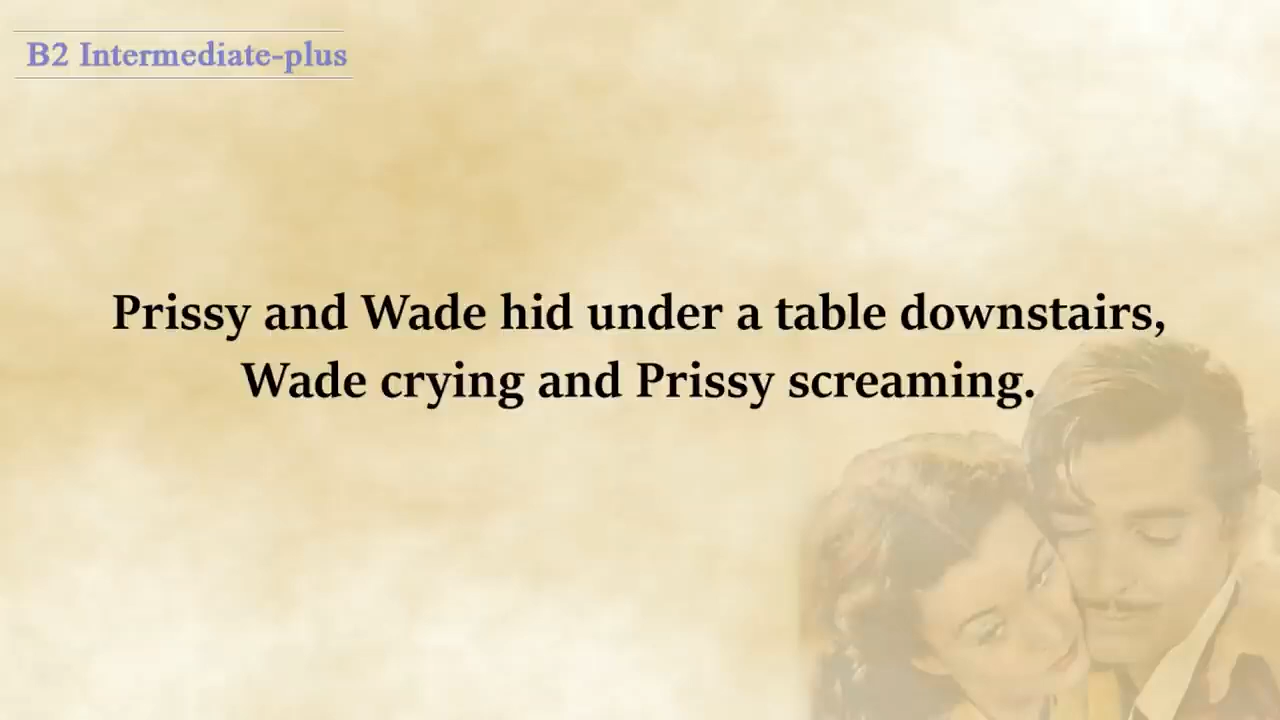 B2 Intermediate-plus
Prissy and Wade hid under a table downstairs,
Wade crying and Prissy screaming.